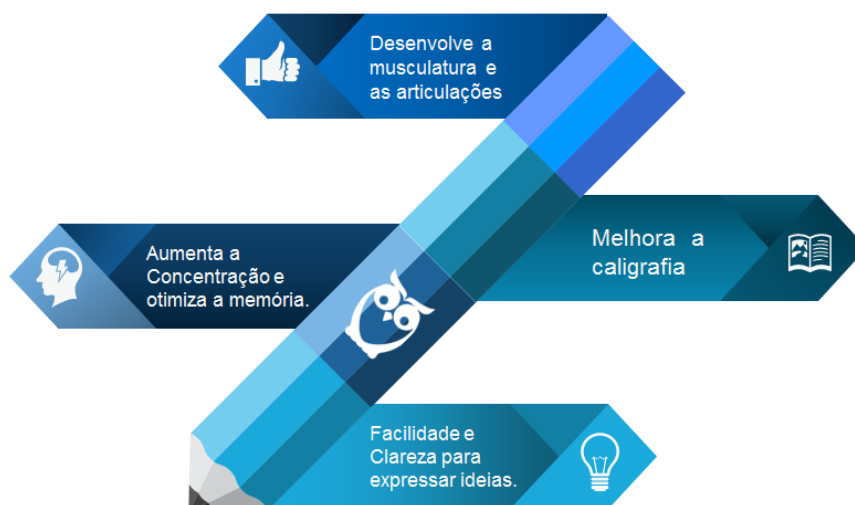 Desenvolve a
musculatura e
as articulações
Aumenta a
Concentração e
otimiza a memória.
Melhora a
caligrafia
Facilidade e
Clareza para
expressar ideias.